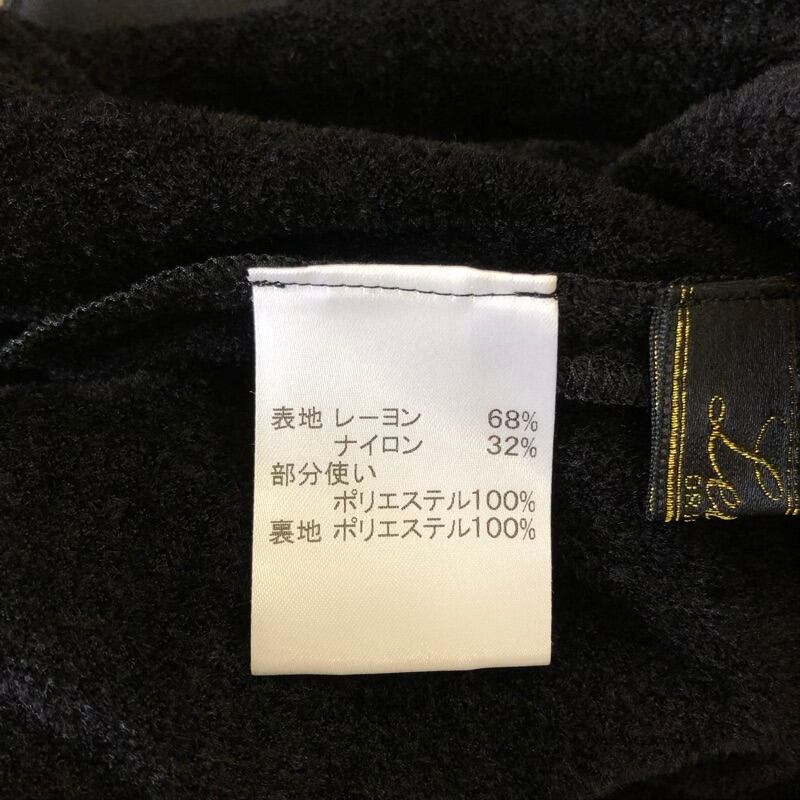 表地 レーヨン 68%
ナイロン 32%
部分使い
ポリエステル100%
裏地 ポリエステル100%